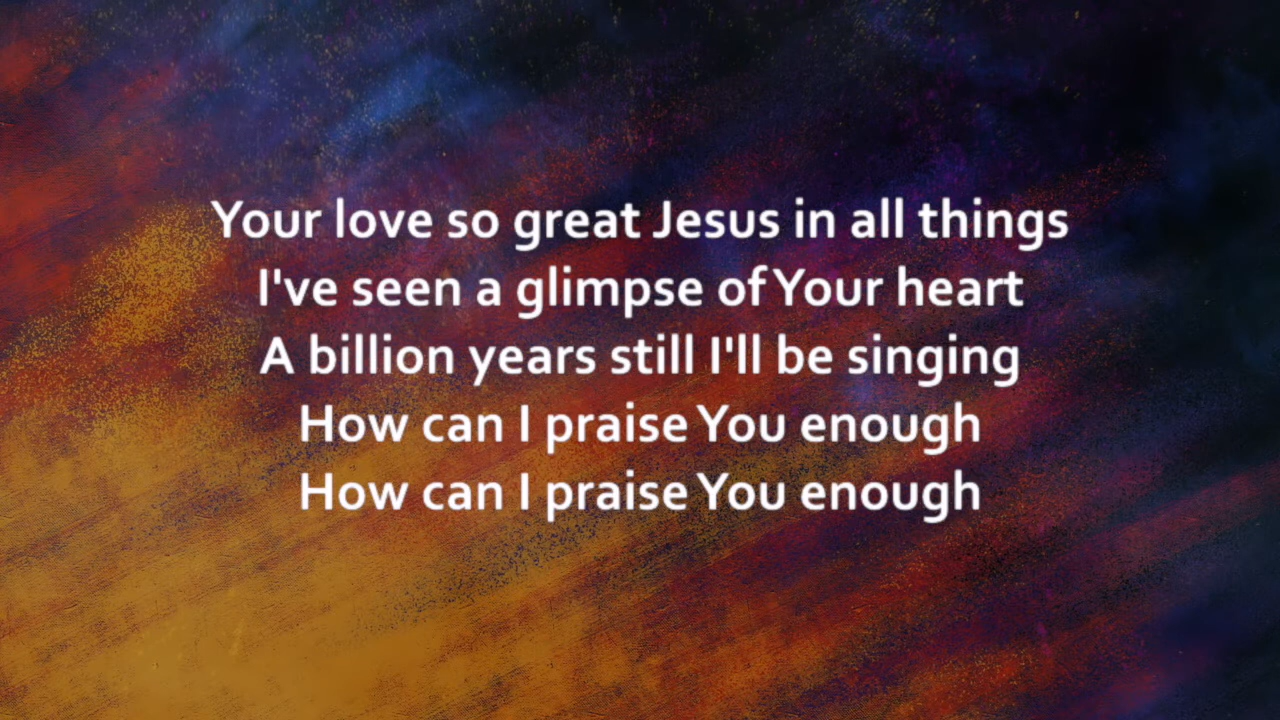 Your love so great Jesus in all things
I've seen a glimpse of Your heart
A billion years still I'll be singing
How can I praise You enough
How can I praise You enough